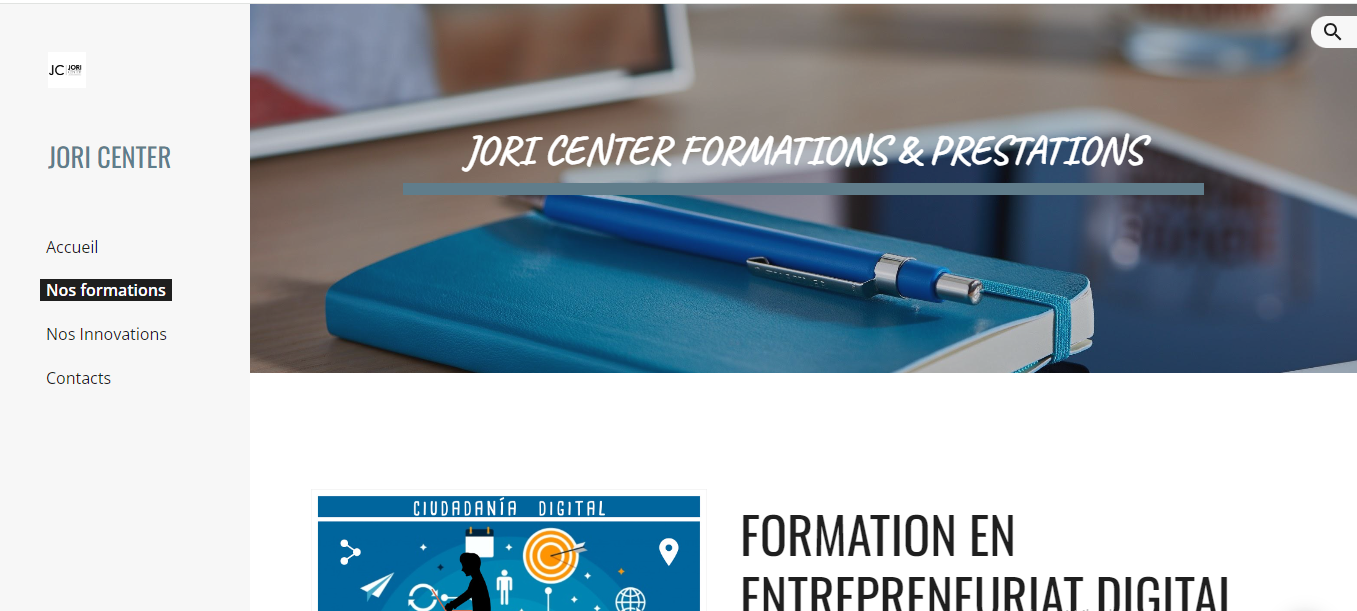 JC JORI
JORI CENTER
Accueil
Nos formations
Nos Innovations
Contacts
JORI CENTER FORMATIONS & PRESTATIONS
CIUDADANÍA DIGITAL
FORMATION EN
ENTREPRENEURIAT DIGITAL